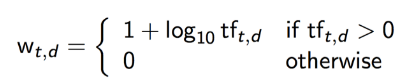 w_{t,d} = { 1 + log_{10} tf_{t,d} if tf_{t,d} > 0
0 otherwise